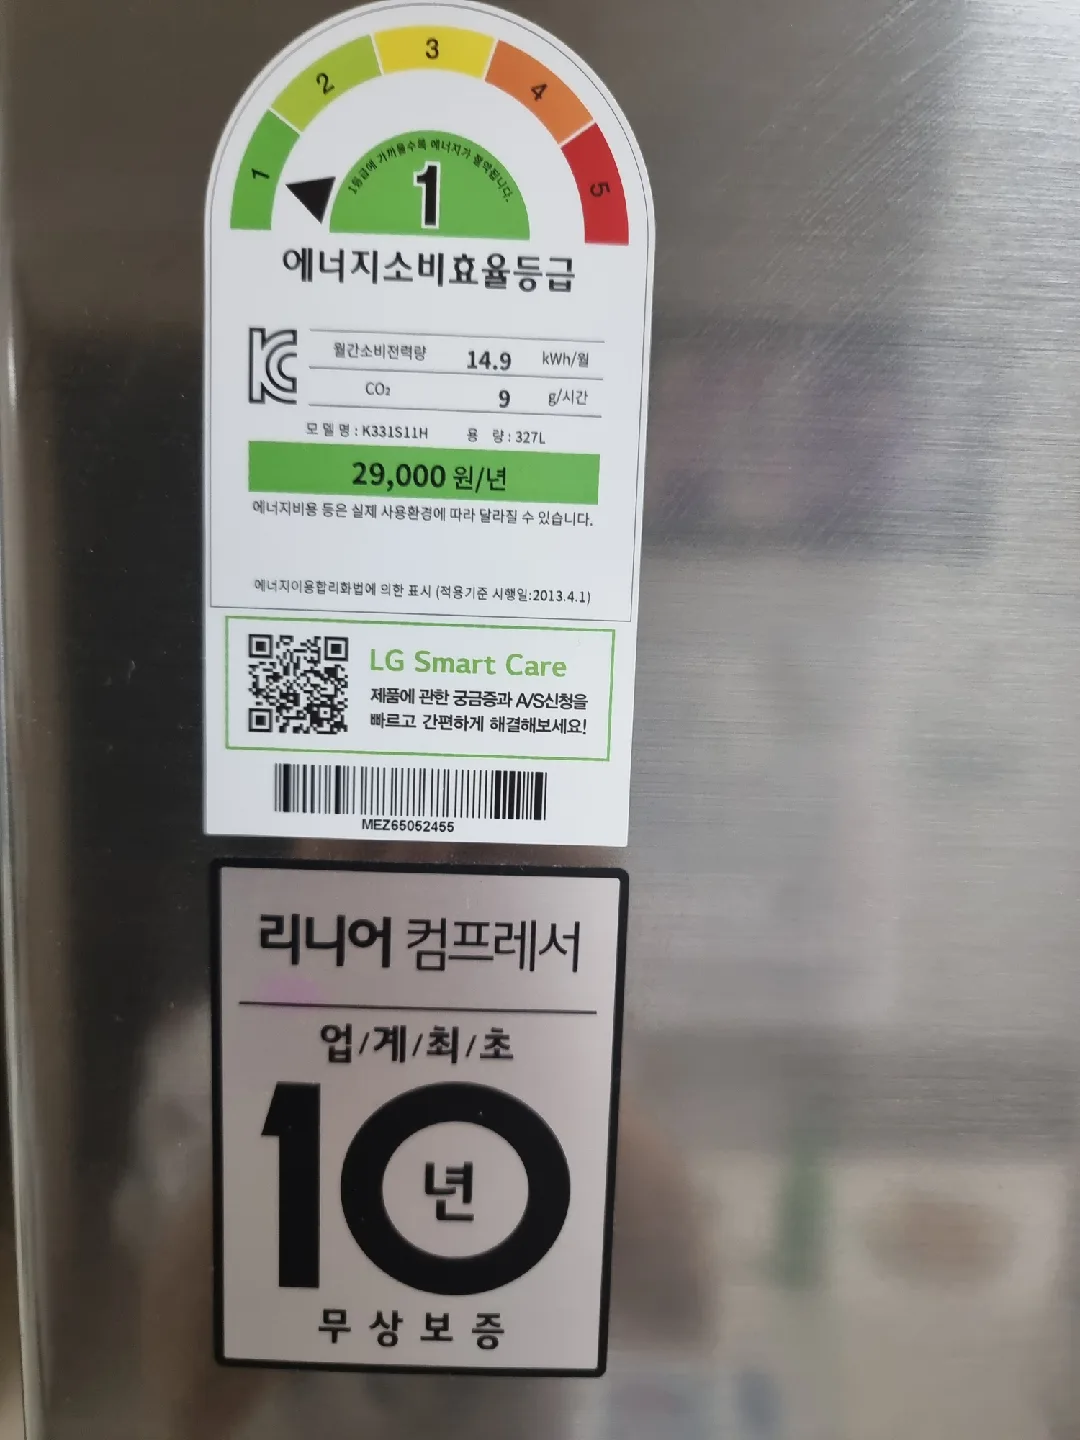 1 2 3 4 5
1등급에 가까울수록 에너지가 절약됩니다.
1
에너지소비효율등급
월간소비전력량 14.9 kWh/월
CO₂ 9 g/시간
모델명 : K331S11H 용 량 : 327L
29,000 원/년
에너지비용 등은 실제 사용환경에 따라 달라질 수 있습니다.
에너지이용합리화법에 의한 표시 (적용기준 시행일:2013.4.1)
LG Smart Care
제품에 관한 궁금증과 A/S신청을
빠르고 간편하게 해결해보세요!
MEZ65052455
리니어 컴프레서
업/계/최/초
10년
무상보증